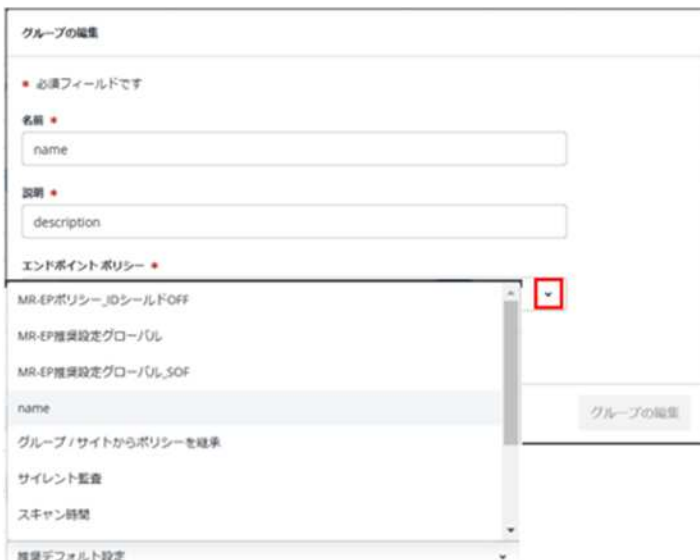 グループの編集
* 必須フィールドです
名前 *
name
説明 *
description
エンドポイント ポリシー *
MR-EPポリシー_IDシールドOFF
MR-EP推奨設定グローバル
MR-EP推奨設定グローバル_SOF
name
グループ / サイトからポリシーを継承
サイレント監査
スキャン時間
推奨デフォルト設定
グループの編集